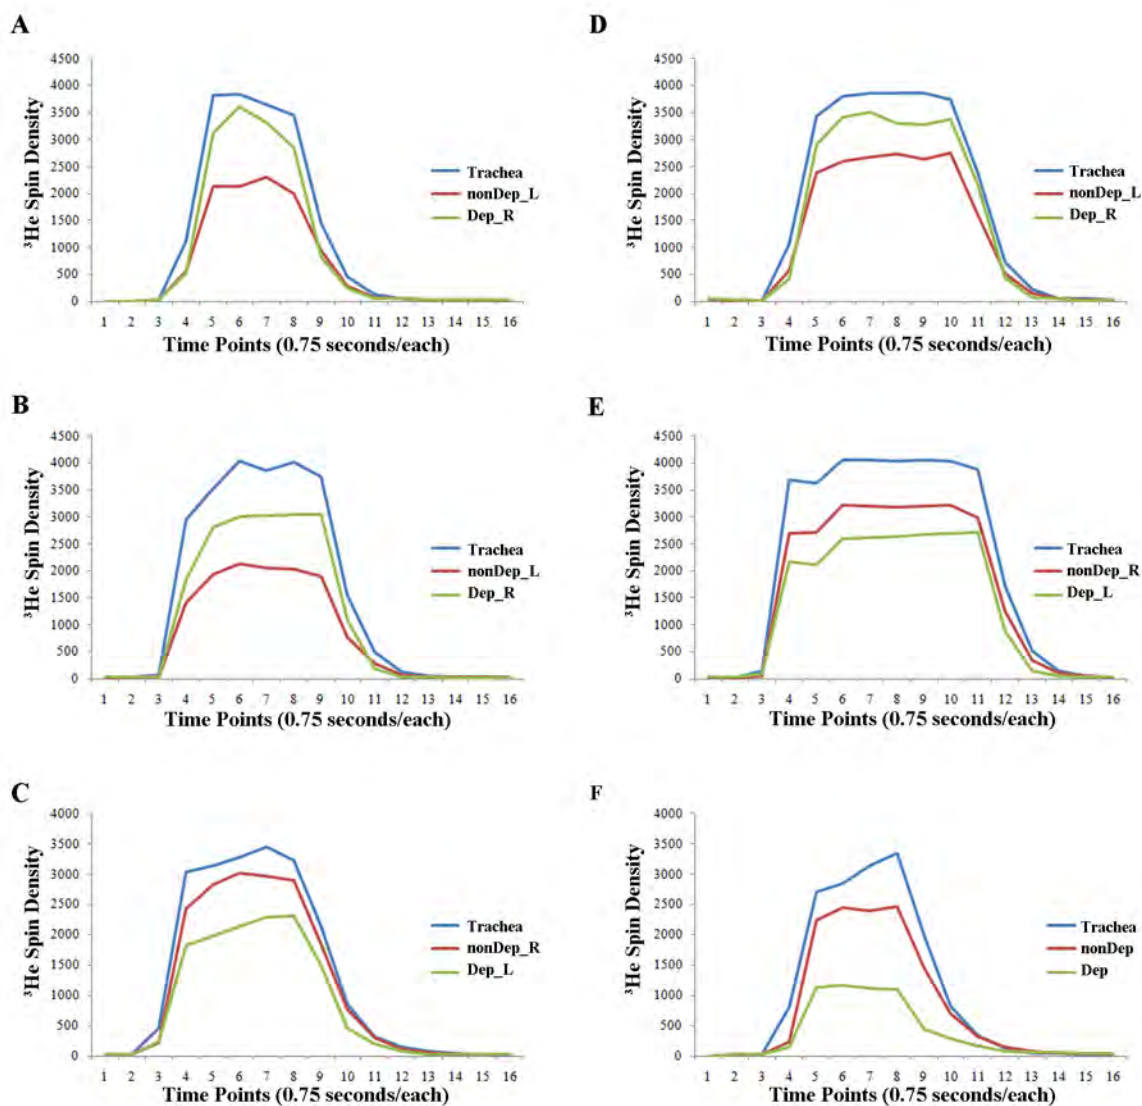 A
4500
4000
3500
3000
2500
2000
1500
1000
500
0
³He Spin Density
1 2 3 4 5 6 7 8 9 10 11 12 13 14 15 16
Time Points (0.75 seconds/each)
Trachea
nonDep_L
Dep_R
D
4500
4000
3500
3000
2500
2000
1500
1000
500
0
³He Spin Density
1 2 3 4 5 6 7 8 9 10 11 12 13 14 15 16
Time Points (0.75 seconds/each)
Trachea
nonDep_L
Dep_R
B
4500
4000
3500
3000
2500
2000
1500
1000
500
0
³He Spin Density
1 2 3 4 5 6 7 8 9 10 11 12 13 14 15 16
Time Points (0.75 seconds/each)
Trachea
nonDep_L
Dep_R
E
4500
4000
3500
3000
2500
2000
1500
1000
500
0
³He Spin Density
1 2 3 4 5 6 7 8 9 10 11 12 13 14 15 16
Time Points (0.75 seconds/each)
Trachea
nonDep_R
Dep_L
C
4000
3500
3000
2500
2000
1500
1000
500
0
³He Spin Density
1 2 3 4 5 6 7 8 9 10 11 12 13 14 15 16
Time Points (0.75 seconds/each)
Trachea
nonDep_R
Dep_L
F
4000
3500
3000
2500
2000
1500
1000
500
0
³He Spin Density
1 2 3 4 5 6 7 8 9 10 11 12 13 14 15 16
Time Points (0.75 seconds/each)
Trachea
nonDep
Dep